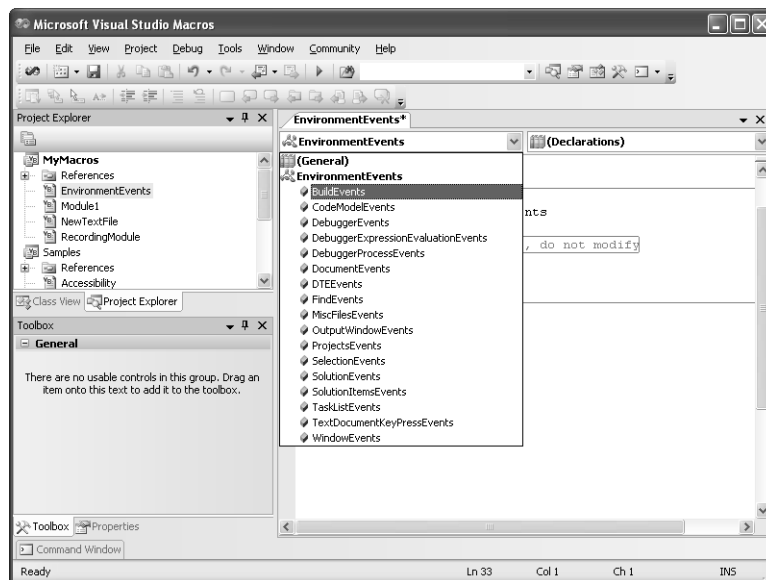 Microsoft Visual Studio Macros
File Edit View Project Debug Tools Window Community Help
Project Explorer
MyMacros
References
EnvironmentEvents
Module1
NewTextFile
RecordingModule
Samples
References
Accessibility
Class View Project Explorer
Toolbox
General
There are no usable controls in this group. Drag an
item onto this text to add it to the toolbox.
Toolbox Properties
EnvironmentEvents*
EnvironmentEvents (Declarations)
(General)
EnvironmentEvents
BuildEvents
CodeModelEvents
DebuggerEvents
DebuggerExpressionEvaluationEvents
DebuggerProcessEvents
DocumentEvents
DTEEvents
FindEvents
MiscFilesEvents
OutputWindowEvents
ProjectsEvents
SelectionEvents
SolutionEvents
SolutionItemsEvents
TaskListEvents
TextDocumentKeyPressEvents
WindowEvents
nts
, do not modify
Command Window
Ready Ln 33 Col 1 Ch 1 INS